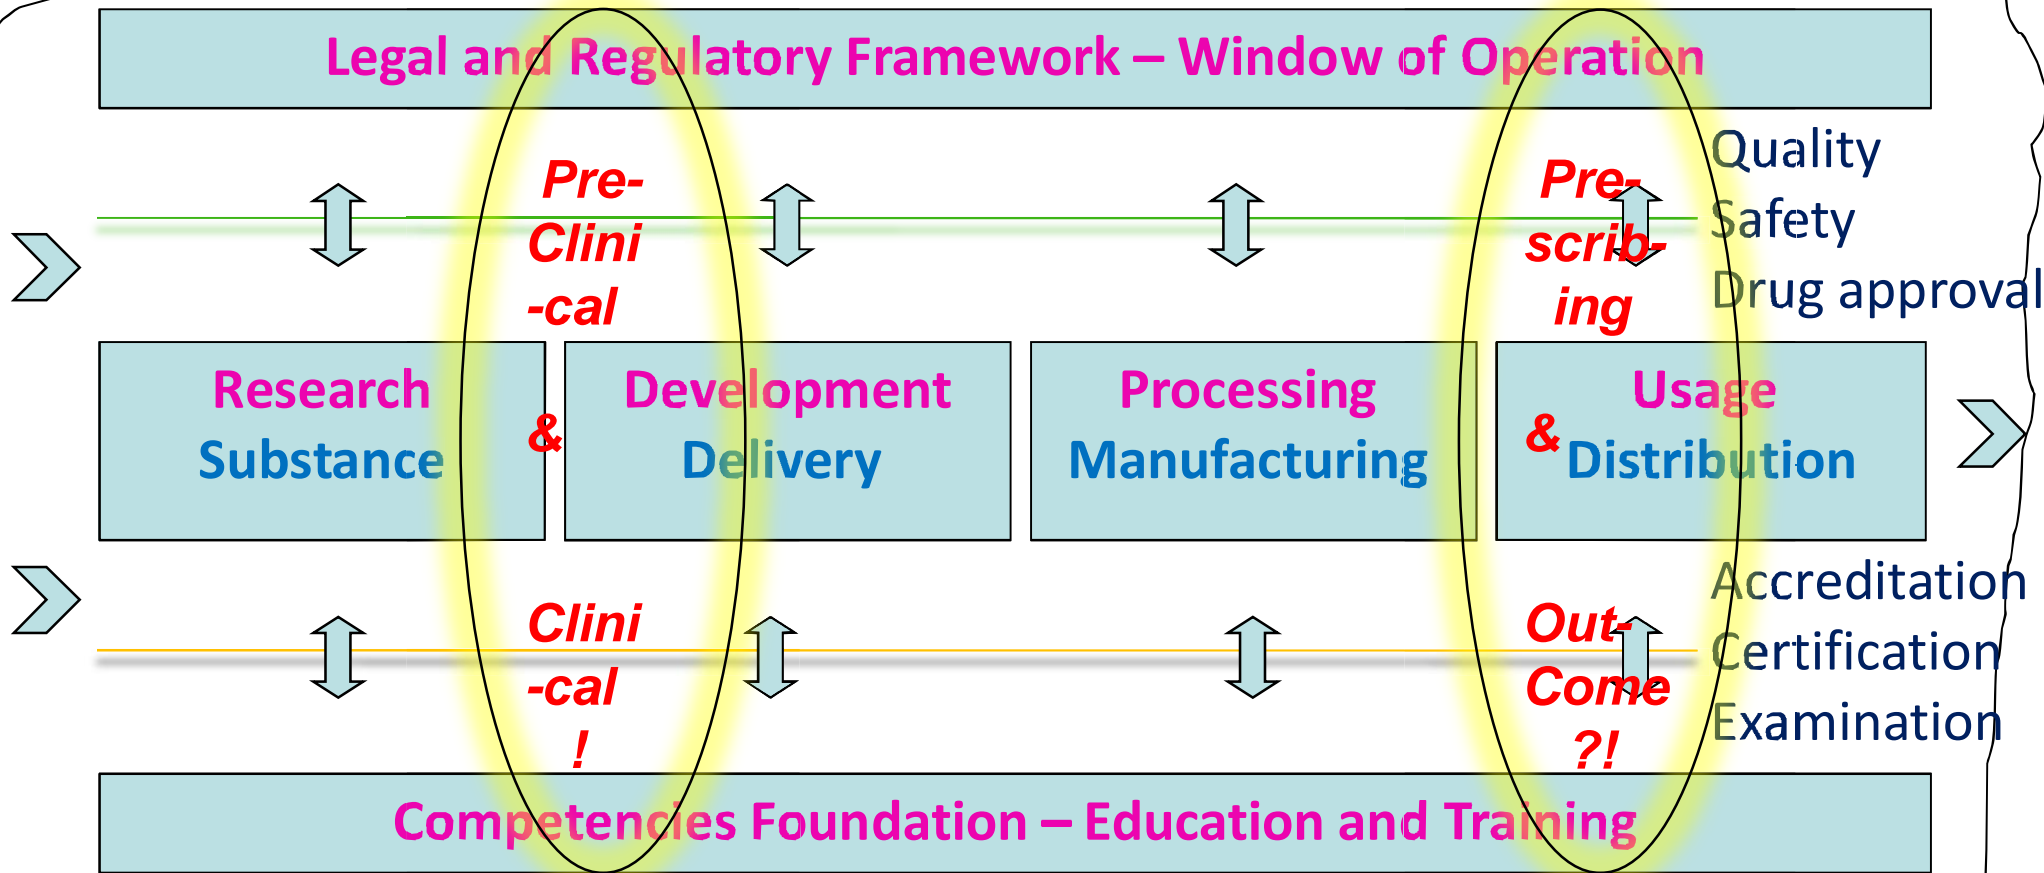 Legal and Regulatory Framework – Window of Operation
Pre-
Clini
-cal
Pre-
scrib-
ing
Quality
Safety
Drug approval
Research
Substance
&
Development
Delivery
Processing
Manufacturing
&
Usage
Distribution
Clini
-cal
!
Out-
Come
?!
Accreditation
Certification
Examination
Competencies Foundation – Education and Training